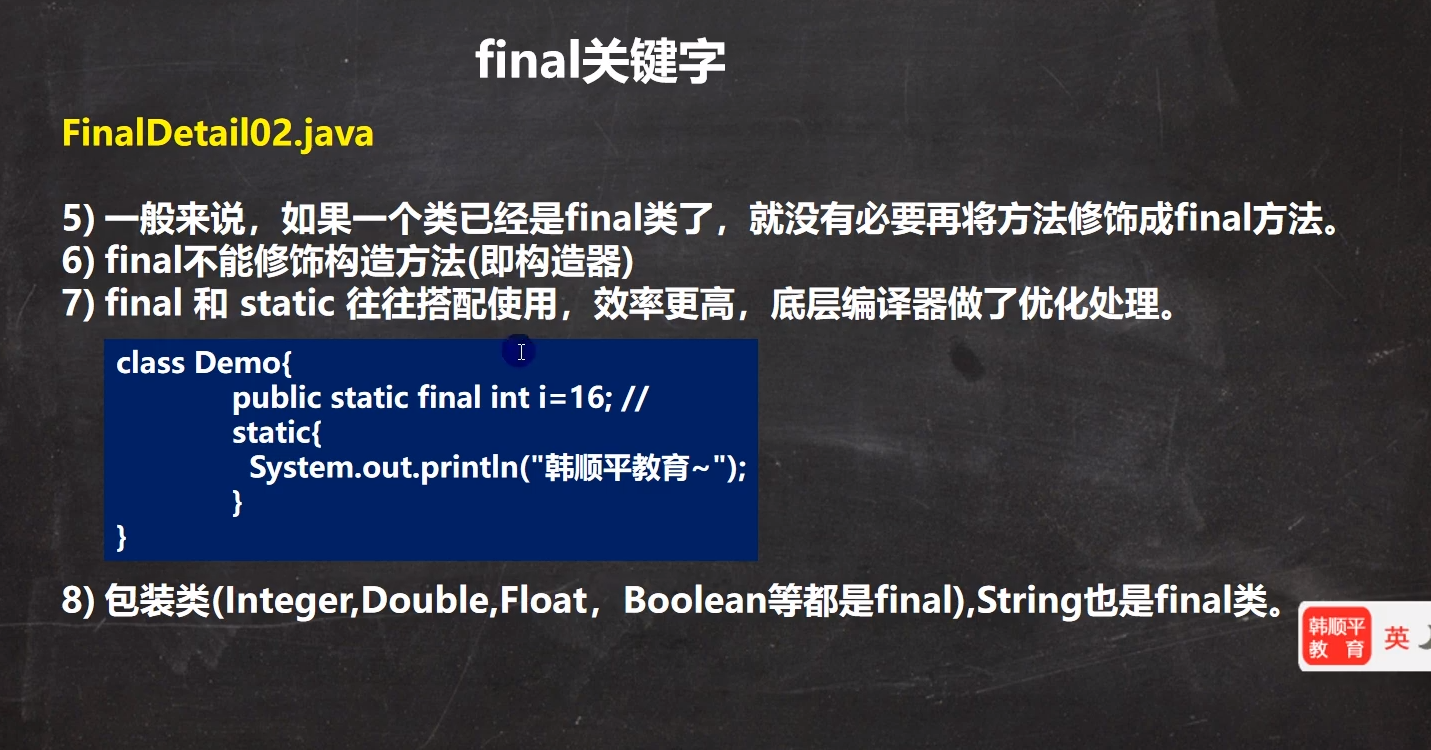 final关键字
FinalDetail02.java
5) 一般来说，如果一个类已经是final类了，就没有必要再将方法修饰成final方法。
6) final不能修饰构造方法(即构造器)
7) final 和 static 往往搭配使用，效率更高，底层编译器做了优化处理。
class Demo{
public static final int i=16; //
static{
System.out.println("韩顺平教育~");
}
}
8) 包装类(Integer,Double,Float，Boolean等都是final),String也是final类。
韩顺平
教 育
英